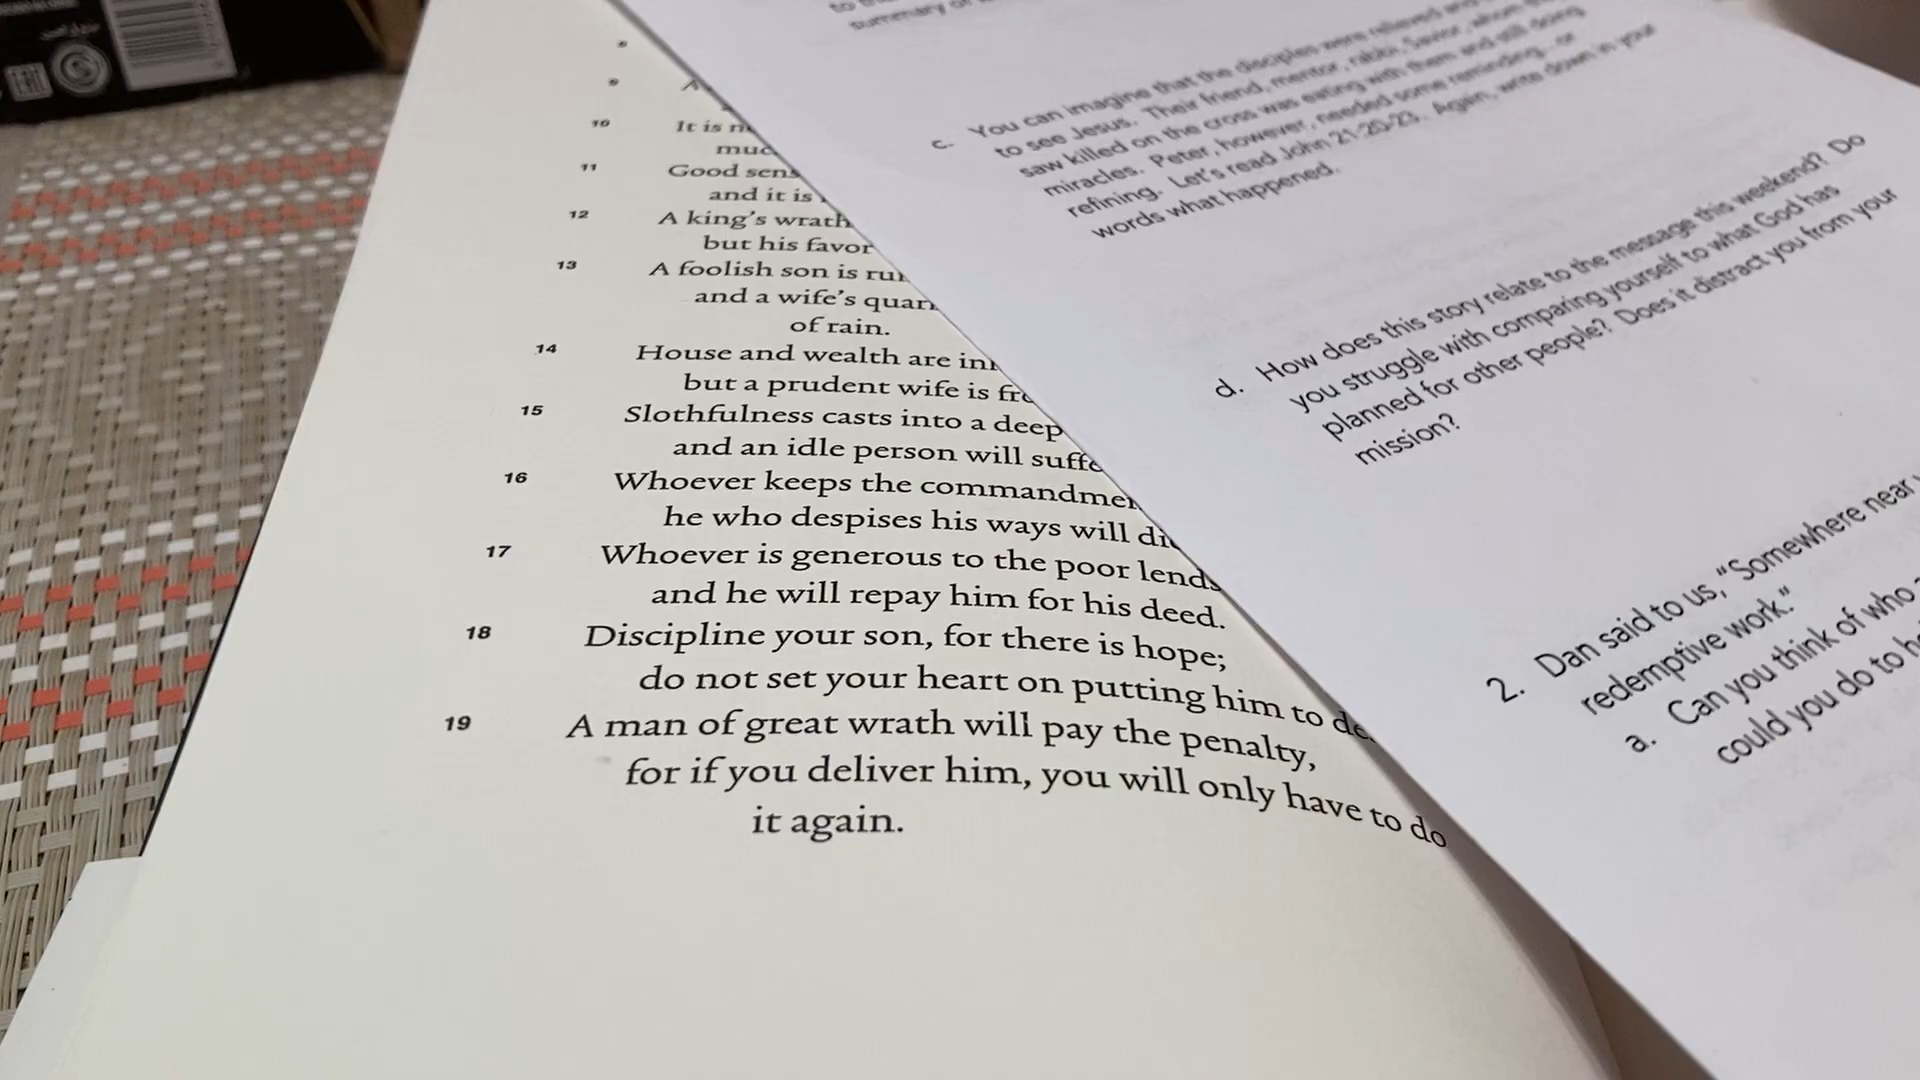 10 It is
11 Good
and it is
12 A king's wrath
but his favor
13 A foolish son is
and a wife's
of rain.
14 House and wealth are
but a prudent wife is
15 Slothfulness casts into a deep
and an idle person will
16 Whoever keeps the
he who despises his ways will
17 Whoever is generous to the poor lends
and he will repay him for his deed.
18 Discipline your son, for there is hope;
do not set your heart on putting him to
19 A man of great wrath will pay the penalty,
for if you deliver him, you will only have to do
it again.
summary of
c. You can imagine that the disciples were relieved and
to see Jesus. Their friend, mentor, rabbi, Savior, whom
saw killed on the cross was eating with them and still doing
miracles. Peter, however, needed some reminding... or
refining. Let's read John 21:20-23. Again, write down in your
words what happened.
d. How does this story relate to the message this weekend? Do
you struggle with comparing yourself to what God has
planned for other people? Does it distract you from your
mission?
2. Dan said to us, "Somewhere near
redemptive work."
a. Can you think of who
could you do to